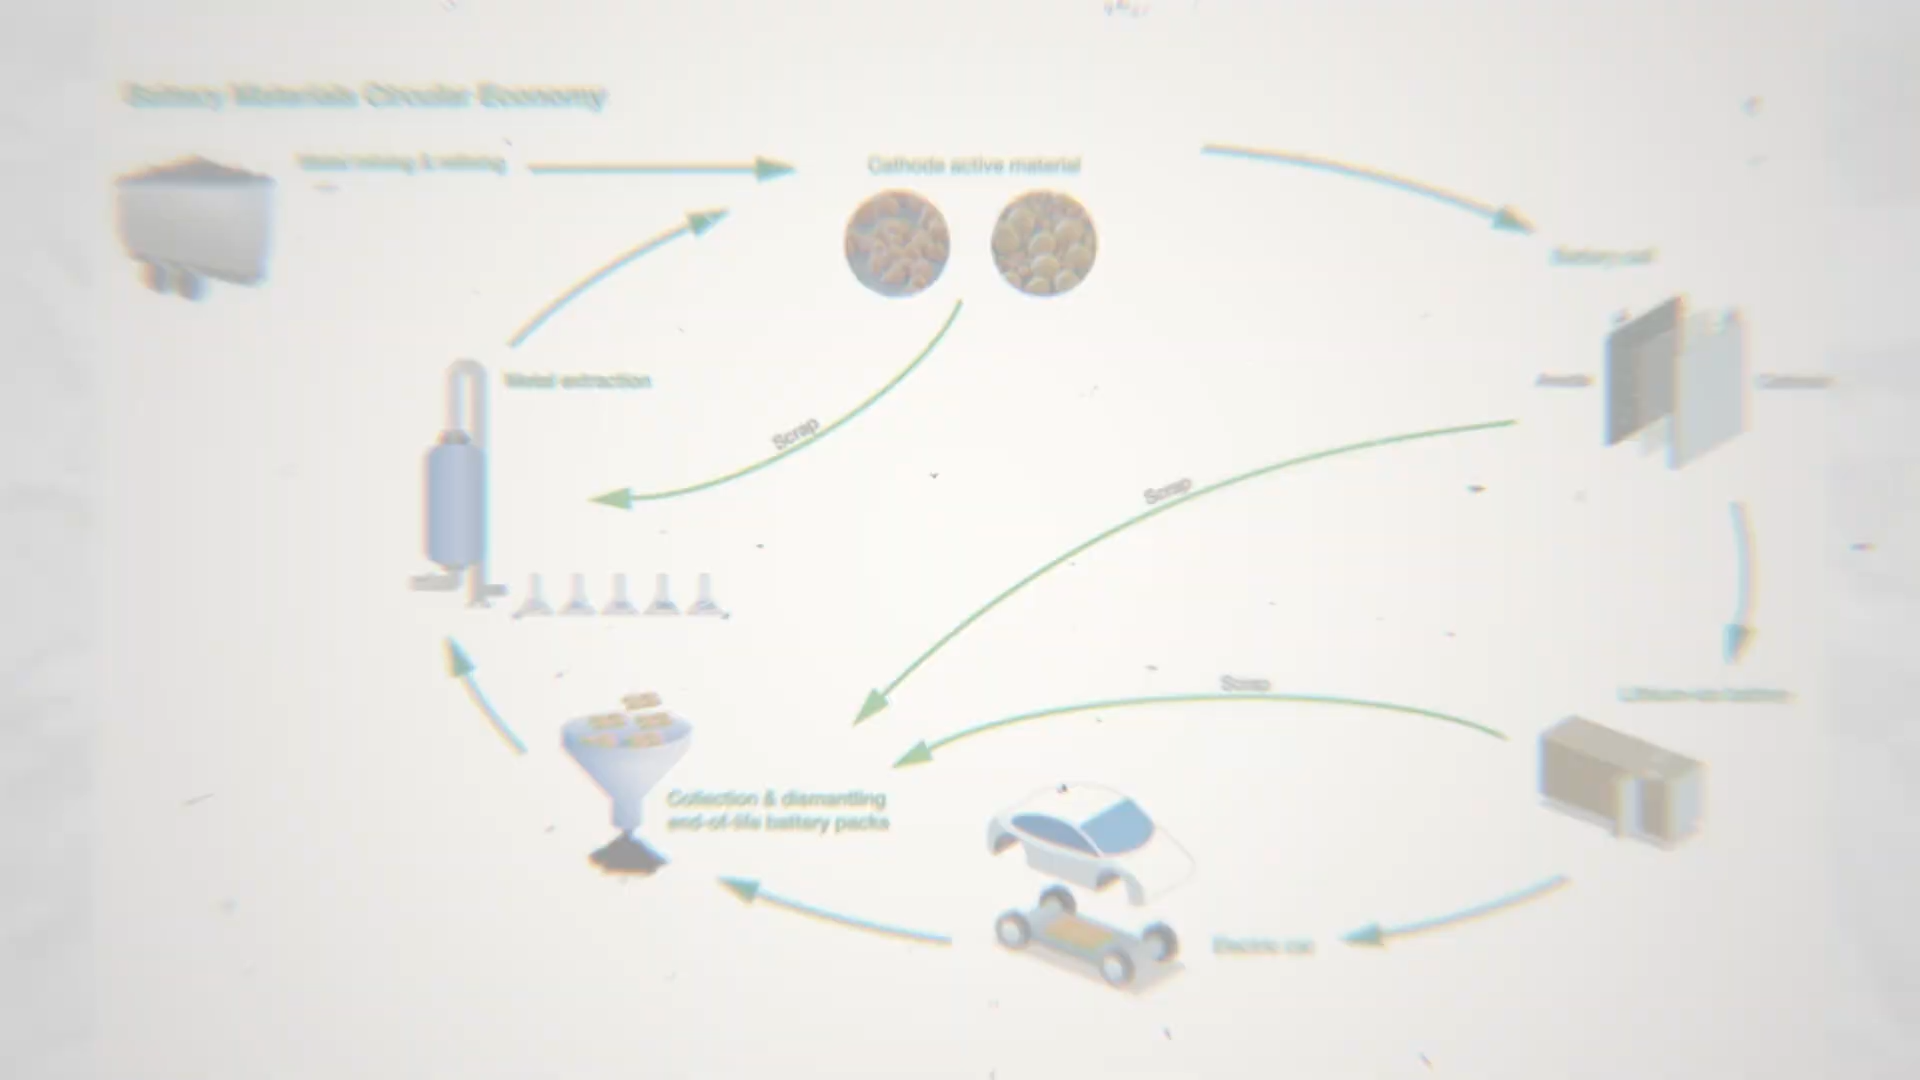 Battery Materials Circular Economy
Metal mining & refining
Cathode active material
Battery cell
Metal extraction
Anode
Scrap
Scrap
Scrap
Lithium-ion battery
Collection & dismantling
end-of-life battery packs
Electric car